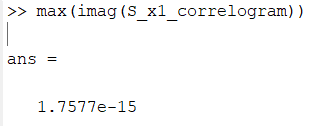 >> max(imag(S_x1_correlogram))
ans =
1.7577e-15